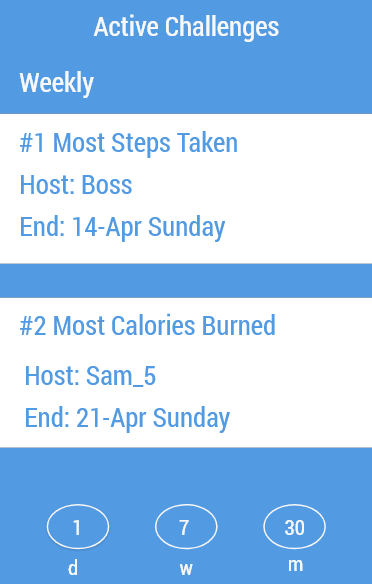 Active Challenges
Weekly
#1 Most Steps Taken
Host: Boss
End: 14-Apr Sunday
#2 Most Calories Burned
Host: Sam_5
End: 21-Apr Sunday
1 7 30
d w m